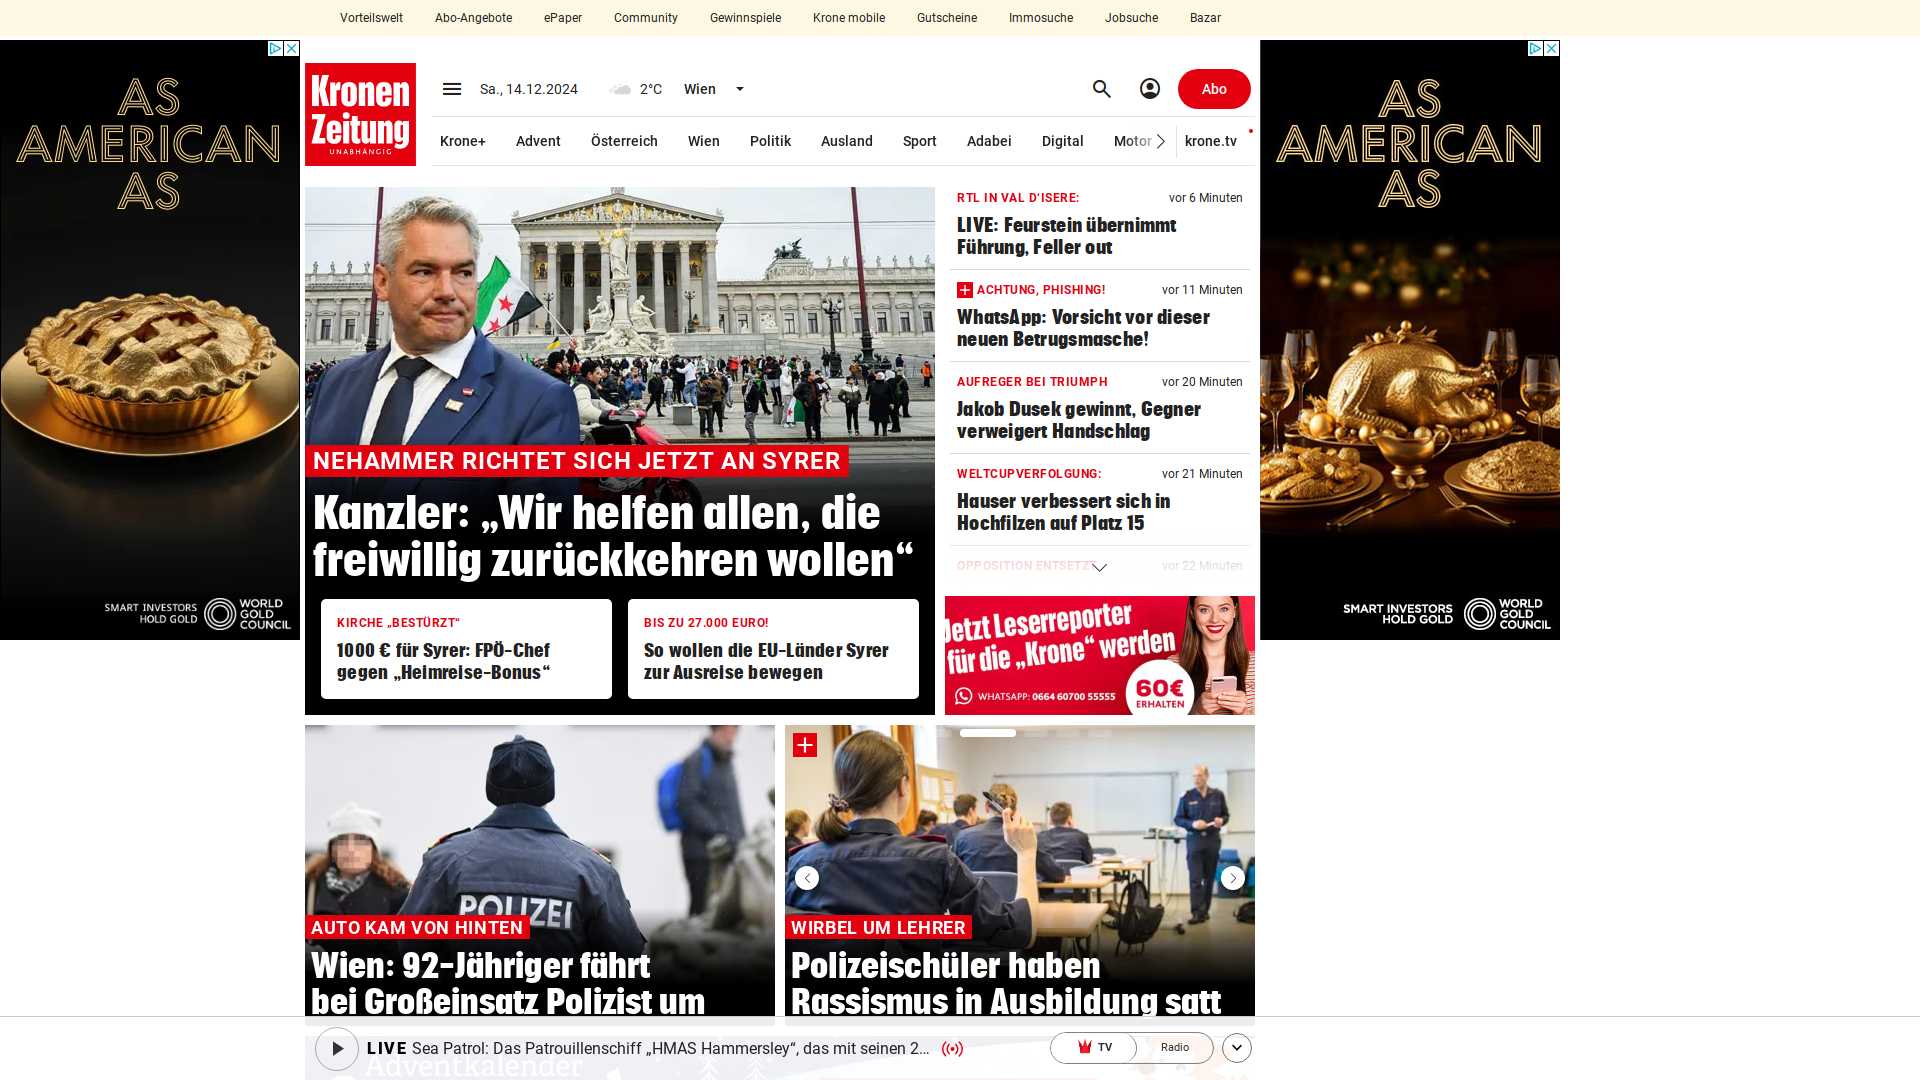 Vorteilswelt Abo-Angebote ePaper Community Gewinnspiele Krone mobile Gutscheine Immosuche Jobsuche Bazar
AS
AMERICAN
AS
SMART INVESTORS
HOLD GOLD
WORLD
GOLD
COUNCIL
Kronen
Zeitung
UNABHÄNGIG
Sa., 14.12.2024
2°C
Wien
Abo
Krone+ Advent Österreich Wien Politik Ausland Sport Adabei Digital Motor krone.tv
NEHAMMER RICHTET SICH JETZT AN SYRER
Kanzler: „Wir helfen allen, die
freiwillig zurückkehren wollen“
KIRCHE „BESTÜRZT“
1000 € für Syrer: FPÖ-Chef
gegen „Heimreise-Bonus“
BIS ZU 27.000 EURO!
So wollen die EU-Länder Syrer
zur Ausreise bewegen
RTL IN VAL D‘ISERE: vor 6 Minuten
LIVE: Feurstein übernimmt
Führung, Feller out
ACHTUNG, PHISHING! vor 11 Minuten
WhatsApp: Vorsicht vor dieser
neuen Betrugsmasche!
AUFREGER BEI TRIUMPH vor 20 Minuten
Jakob Dusek gewinnt, Gegner
verweigert Handschlag
WELTCUPVERFOLGUNG: vor 21 Minuten
Hauser verbessert sich in
Hochfilzen auf Platz 15
OPPOSITION ENTSETZT vor 22 Minuten
Jetzt Leserreporter
für die „Krone“ werden
WHATSAPP: 0664 60700 55555
60€
ERHALTEN
AS
AMERICAN
AS
SMART INVESTORS
HOLD GOLD
WORLD
GOLD
COUNCIL
POLIZEI
AUTO KAM VON HINTEN
Wien: 92-Jähriger fährt
bei Großeinsatz Polizist um
WIRBEL UM LEHRER
Polizeischüler haben
Rassismus in Ausbildung satt
LIVE Sea Patrol: Das Patrouillenschiff „HMAS Hammersley“, das mit seinen 2…
TV
Radio
Adventkalender